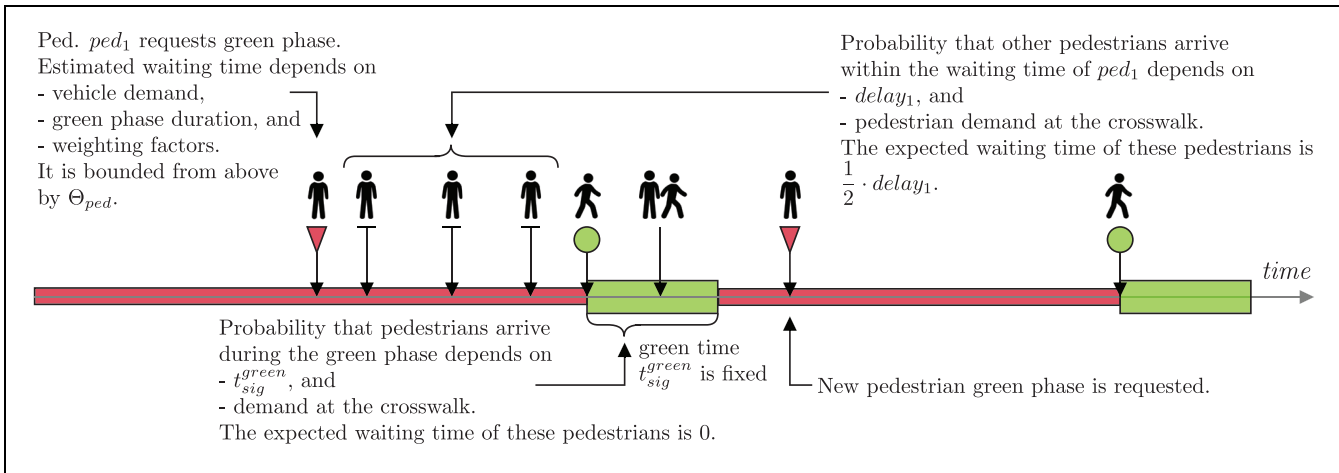 Ped. ped₁ requests green phase.
Estimated waiting time depends on
- vehicle demand,
- green phase duration, and
- weighting factors.
It is bounded from above
by Θ_ped.
Probability that other pedestrians arrive
within the waiting time of ped₁ depends on
- delay₁, and
- pedestrian demand at the crosswalk.
The expected waiting time of these pedestrians is
1/2 · delay₁.
time
Probability that pedestrians arrive
during the green phase depends on
- t_sig^green, and
- demand at the crosswalk.
The expected waiting time of these pedestrians is 0.
green time
t_sig^green is fixed
New pedestrian green phase is requested.